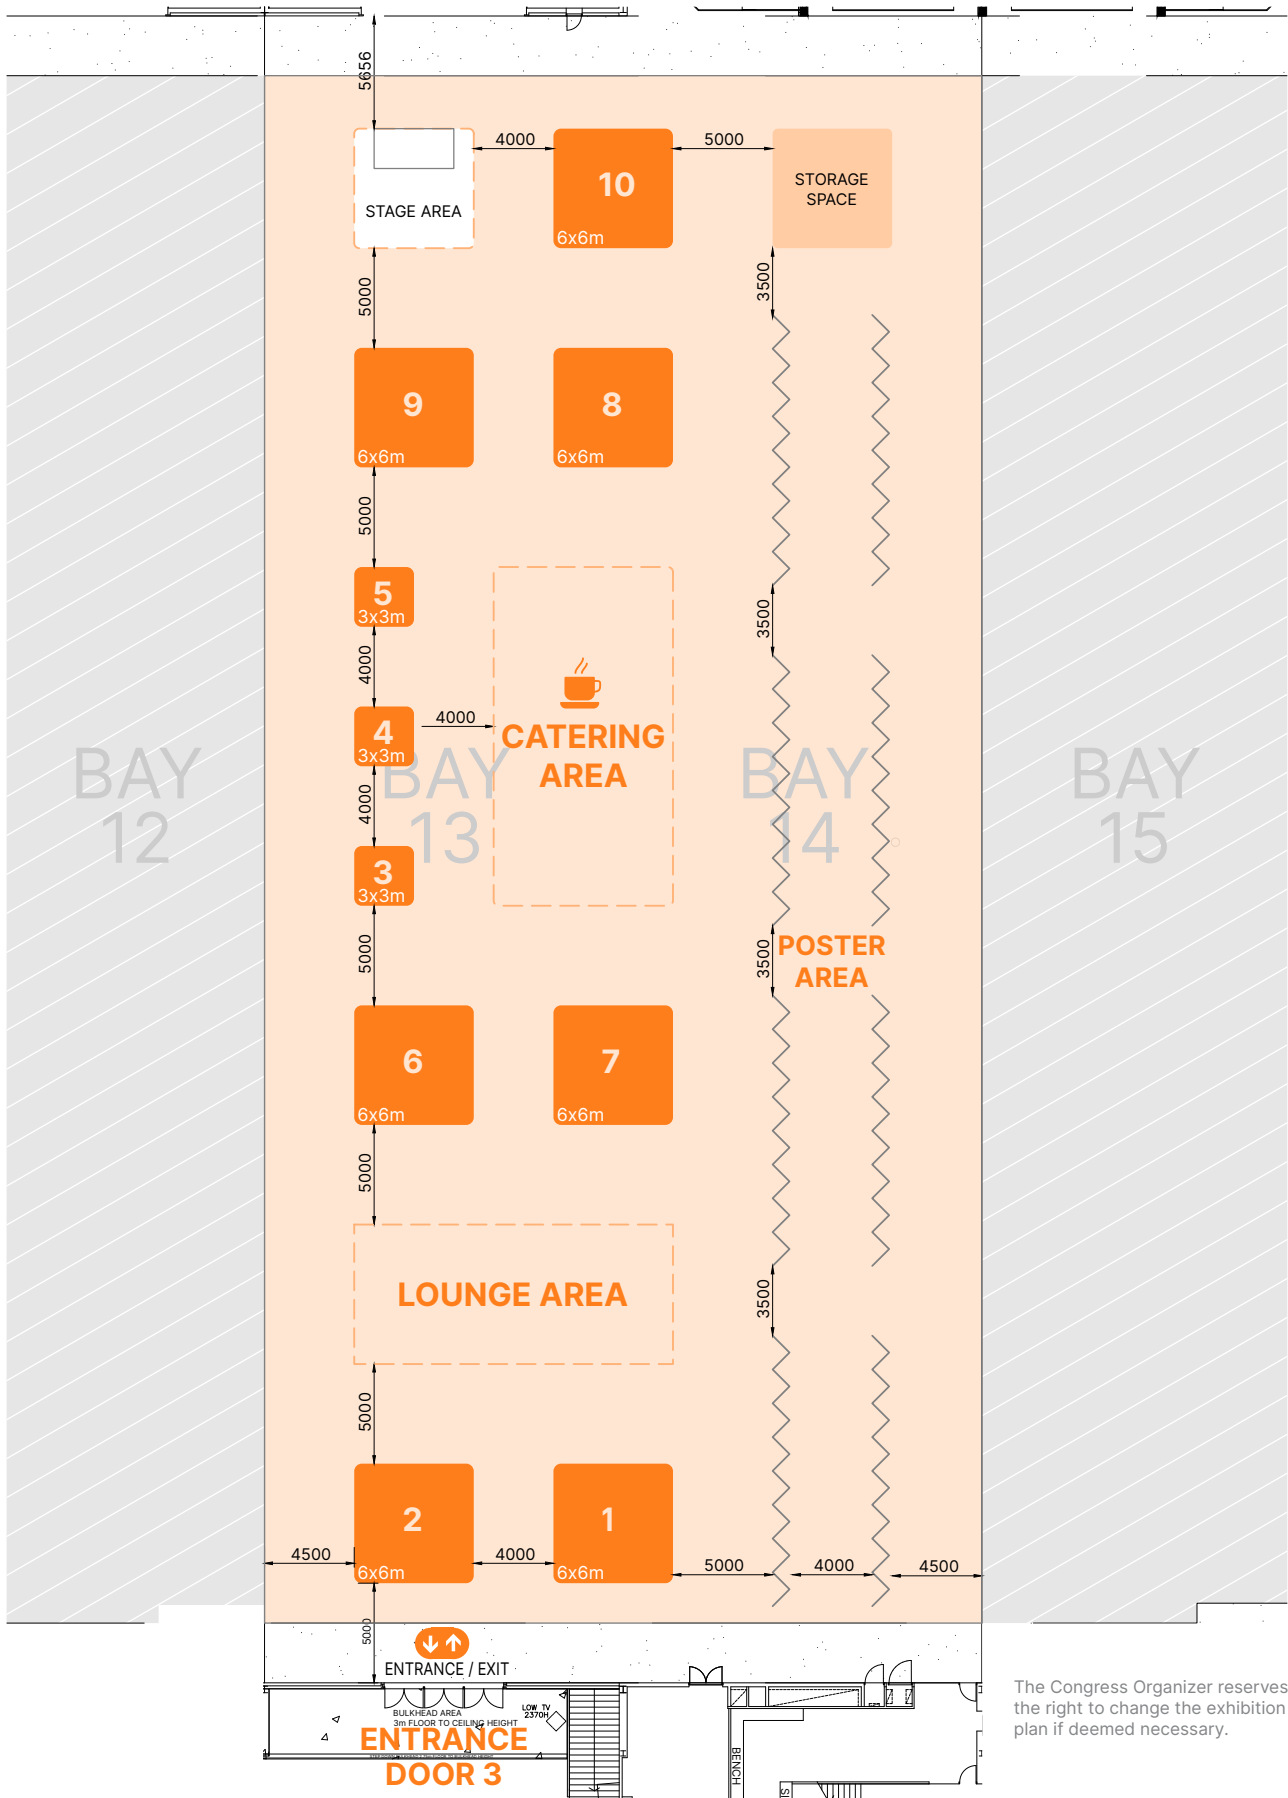 5656
4000
5000
10
6x6m
STAGE AREA
STORAGE
SPACE
5000
3500
9
6x6m
8
6x6m
5000
5
3x3m
3500
4000
4
3x3m
4000
CATERING
AREA
BAY
12
BAY
13
BAY
14
BAY
15
4000
3
3x3m
5000
3500
POSTER
AREA
6
6x6m
7
6x6m
5000
LOUNGE AREA
3500
5000
2
6x6m
1
6x6m
4500
4000
5000
4000
4500
5000
ENTRANCE / EXIT
BULKHEAD AREA
3m FLOOR TO CEILING HEIGHT
LOW TV
2370H
ENTRANCE
DOOR 3
BENCH
The Congress Organizer reserves
the right to change the exhibition
plan if deemed necessary.